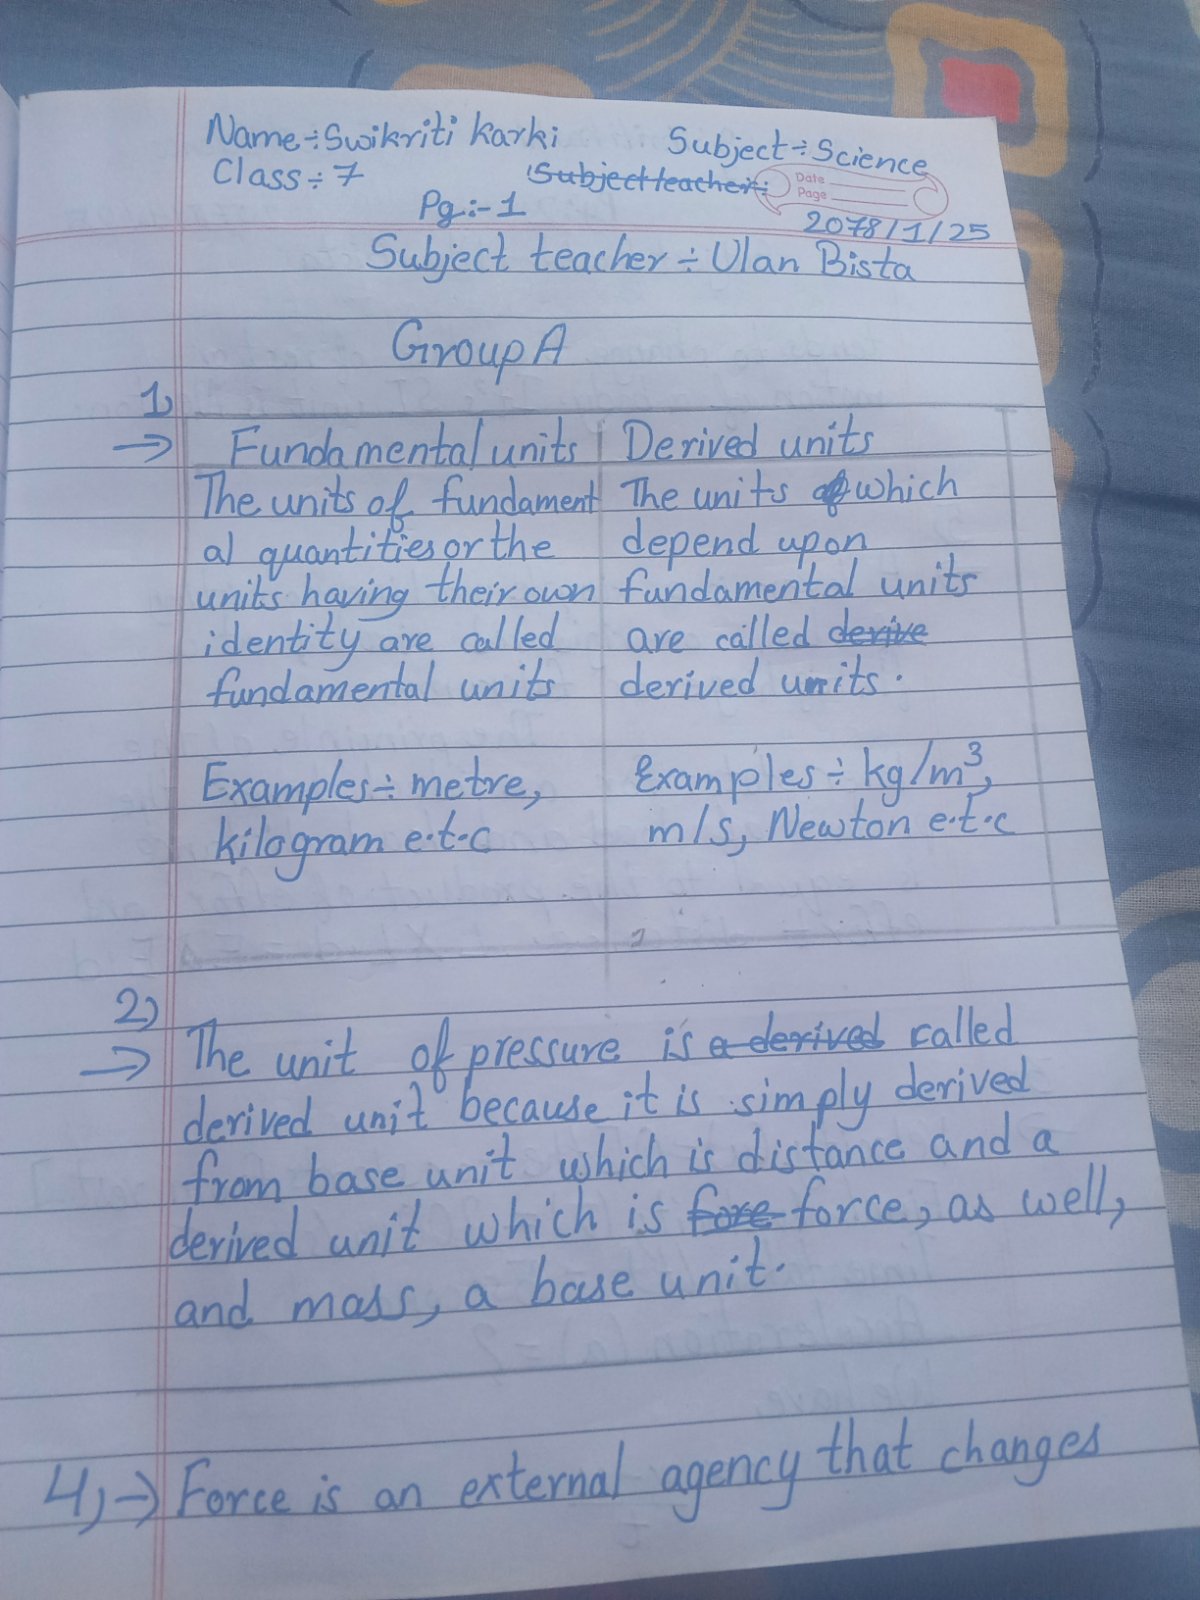 Name÷Swikriti Karki
Subject÷Science
Class÷7
Subject teacher:
Date
Page
Pg:-1
2078/1/25
Subject teacher÷Ulan Bista
Group A
1)
→ Fundamental units
The units of fundament
al quantities or the
units having their own
identity are called
fundamental units
Examples÷metre,
kilogram e.t.c
Derived units
The units of which
depend upon
fundamental units
are called derive
derived units.
Examples÷kg/m³,
m/s, Newton e.t.c
2)
→ The unit of pressure is a derived called
derived unit because it is simply derived
from base unit which is distance and a
derived unit which is fore force, as well,
and mass, a base unit.
4)→ Force is an external agency that changes